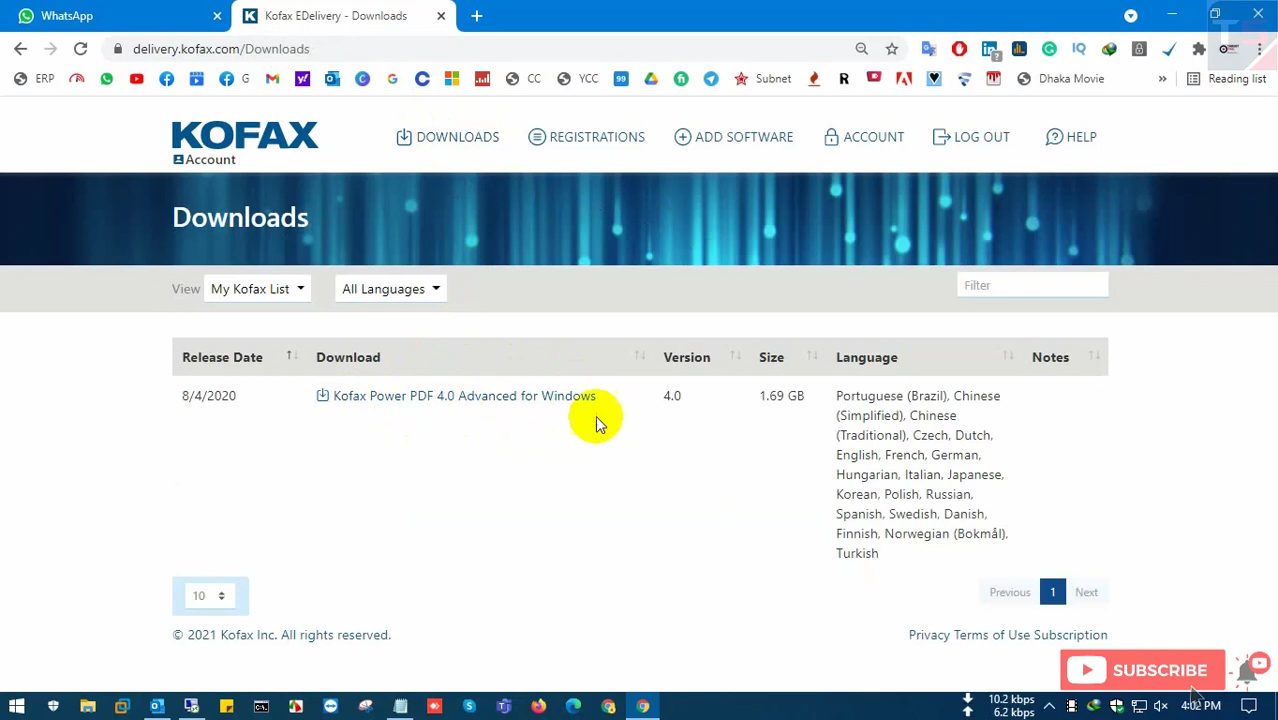 WhatsApp
Kofax EDelivery - Downloads
delivery.kofax.com/Downloads
ERP
G
CC
YCC
99
Subnet
Dhaka Movie
Reading list
KOFAX
Account
DOWNLOADS
REGISTRATIONS
ADD SOFTWARE
ACCOUNT
LOG OUT
HELP
Downloads
View
My Kofax List
All Languages
Filter
Release Date
Download
Version
Size
Language
Notes
8/4/2020
Kofax Power PDF 4.0 Advanced for Windows
4.0
1.69 GB
Portuguese (Brazil), Chinese
(Simplified), Chinese
(Traditional), Czech, Dutch,
English, French, German,
Hungarian, Italian, Japanese,
Korean, Polish, Russian,
Spanish, Swedish, Danish,
Finnish, Norwegian (Bokmål),
Turkish
10
Previous
1
Next
© 2021 Kofax Inc. All rights reserved.
Privacy Terms of Use Subscription
SUBSCRIBE
10.2 kbps
6.2 kbps
4:02 PM